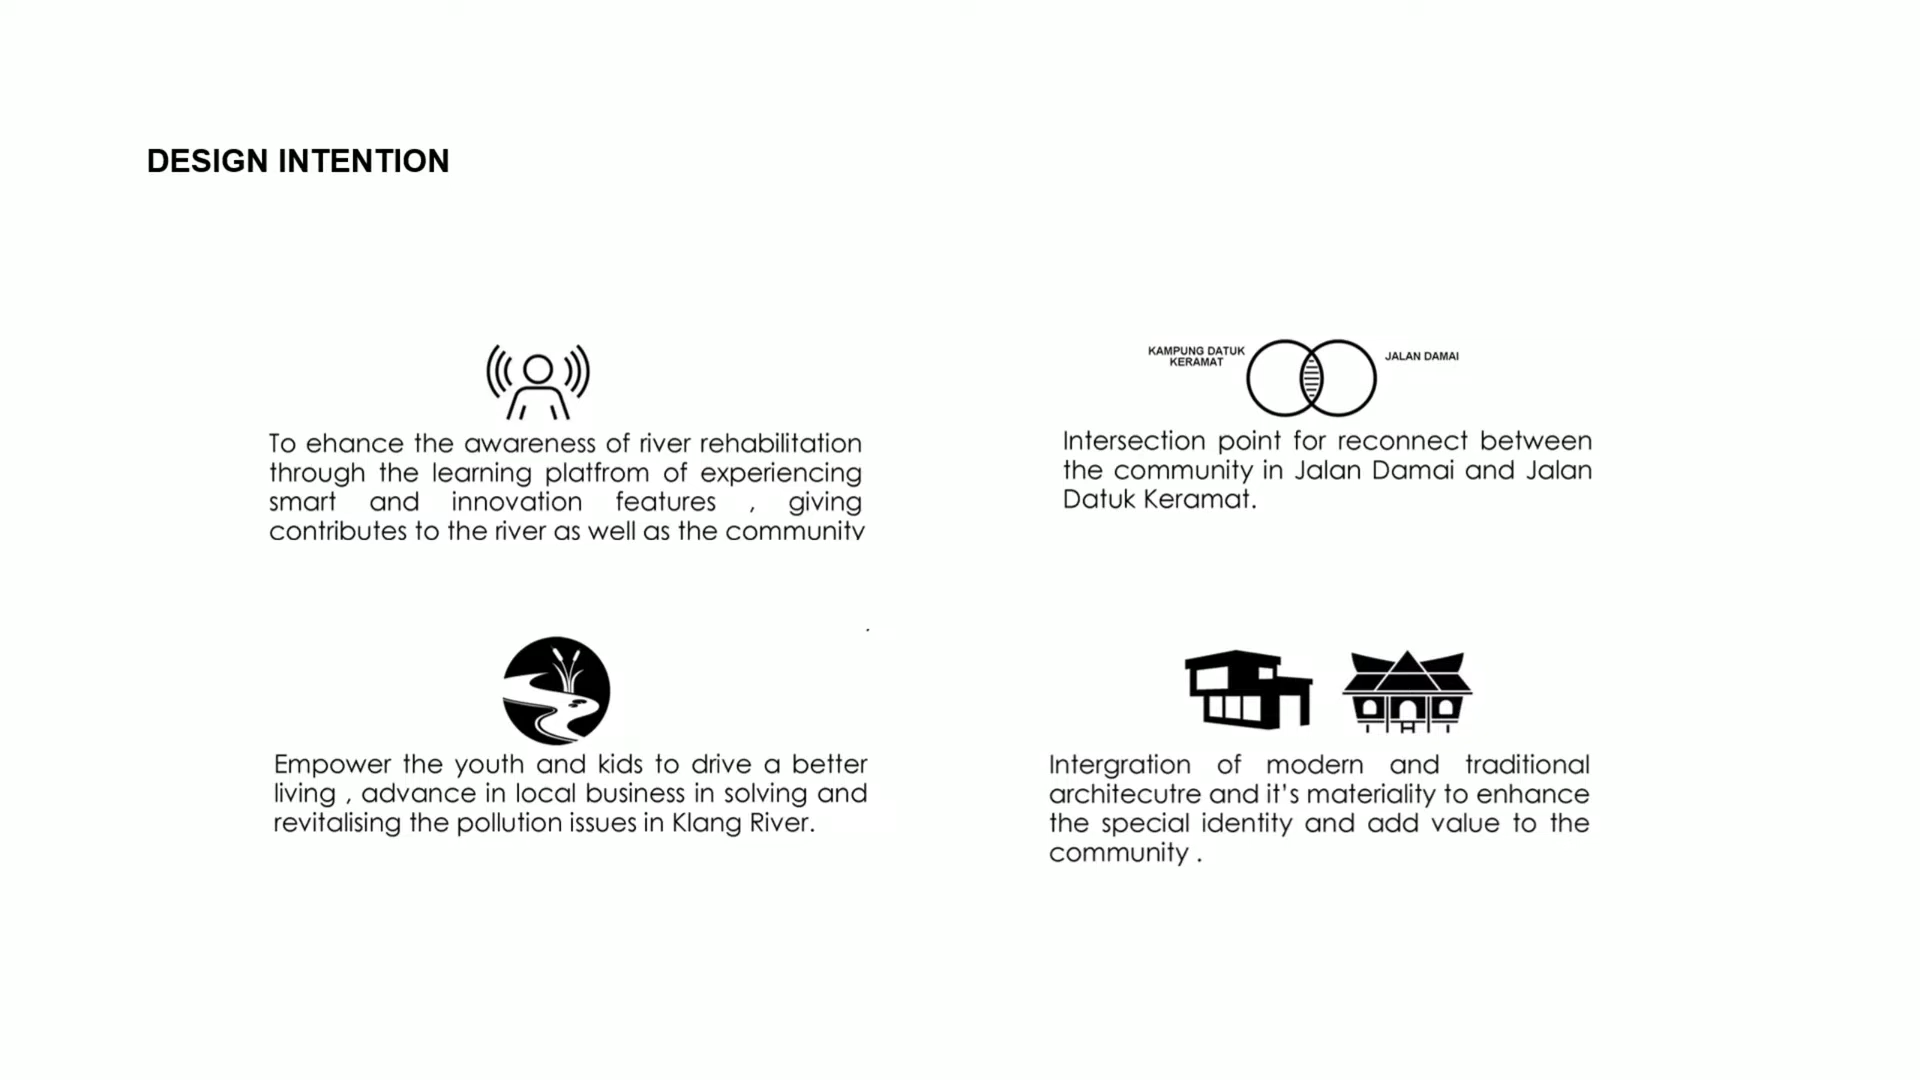 DESIGN INTENTION
To ehance the awareness of river rehabilitation
through the learning platfrom of experiencing
smart and innovation features , giving
contributes to the river as well as the community
KAMPUNG DATUK
KERAMAT
JALAN DAMAI
Intersection point for reconnect between
the community in Jalan Damai and Jalan
Datuk Keramat.
.
Empower the youth and kids to drive a better
living , advance in local business in solving and
revitalising the pollution issues in Klang River.
Intergration of modern and traditional
architecutre and it’s materiality to enhance
the special identity and add value to the
community .